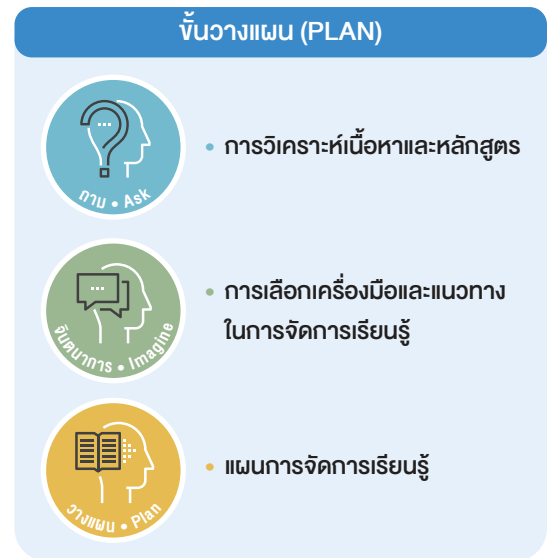 ขั้นวางแผน (PLAN)
ถาม • Ask
• การวิเคราะห์เนื้อหาและหลักสูตร
จินตนาการ • Imagine
• การเลือกเครื่องมือและแนวทาง
ในการจัดการเรียนรู้
วางแผน • Plan
• แผนการจัดการเรียนรู้